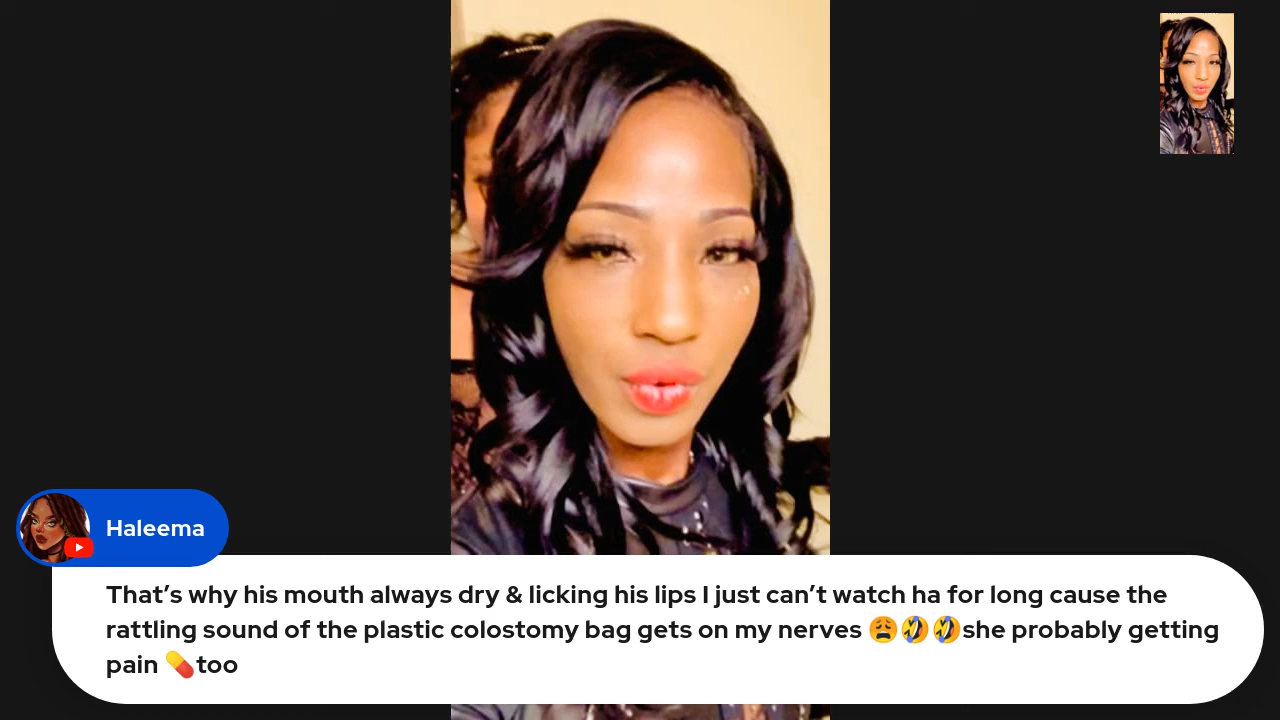 Haleema
That’s why his mouth always dry & licking his lips I just can’t watch ha for long cause the
rattling sound of the plastic colostomy bag gets on my nerves 😩🤣🤣she probably getting
pain 💊too